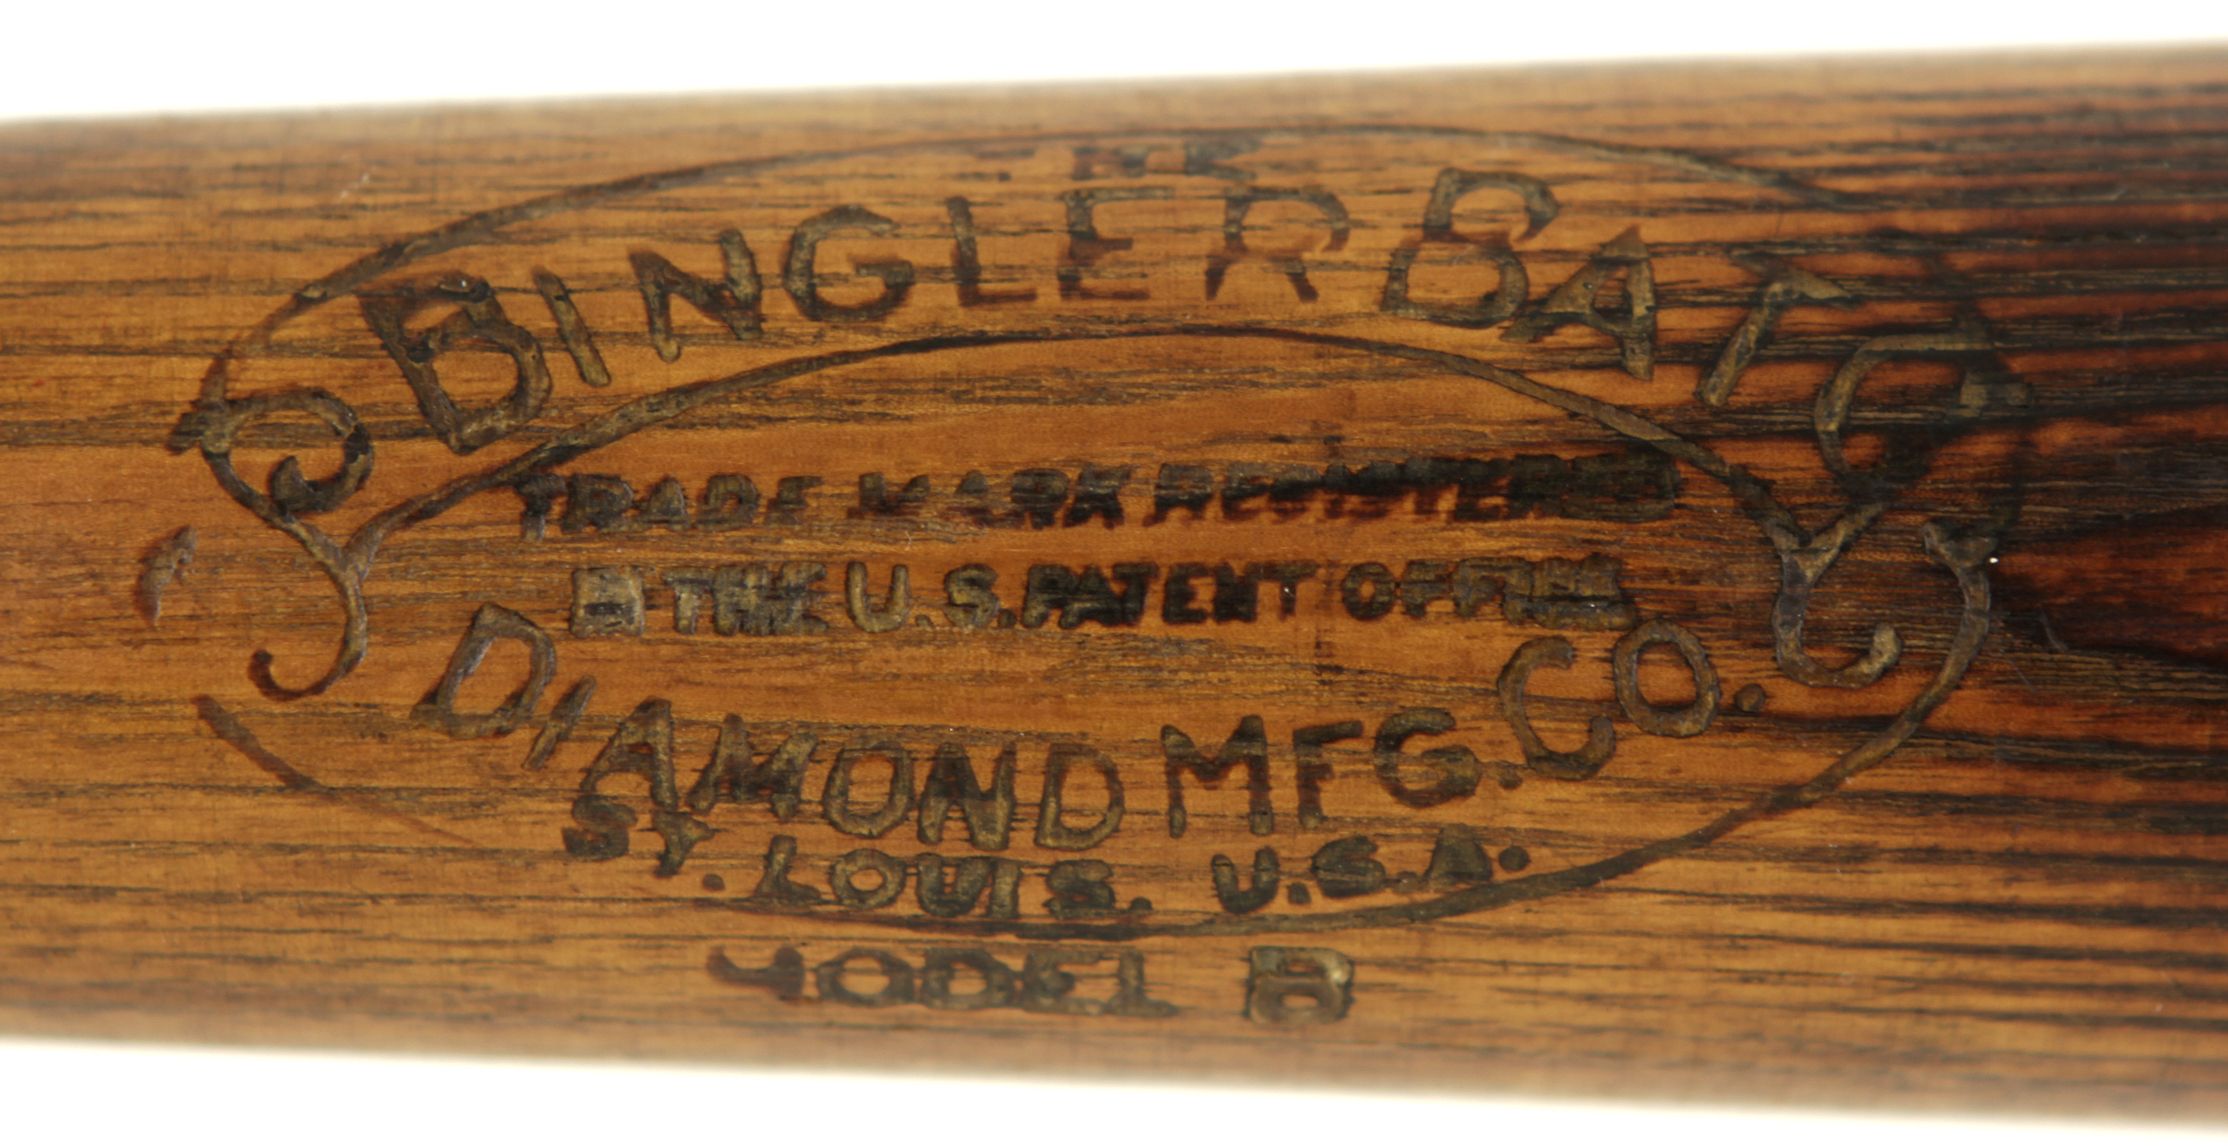 THE
BINGLER BAT
TRADE MARK REGISTERED
IN THE U.S. PATENT OFFICE
DIAMOND MFG. CO.
ST. LOUIS. U.S.A.
MODEL B